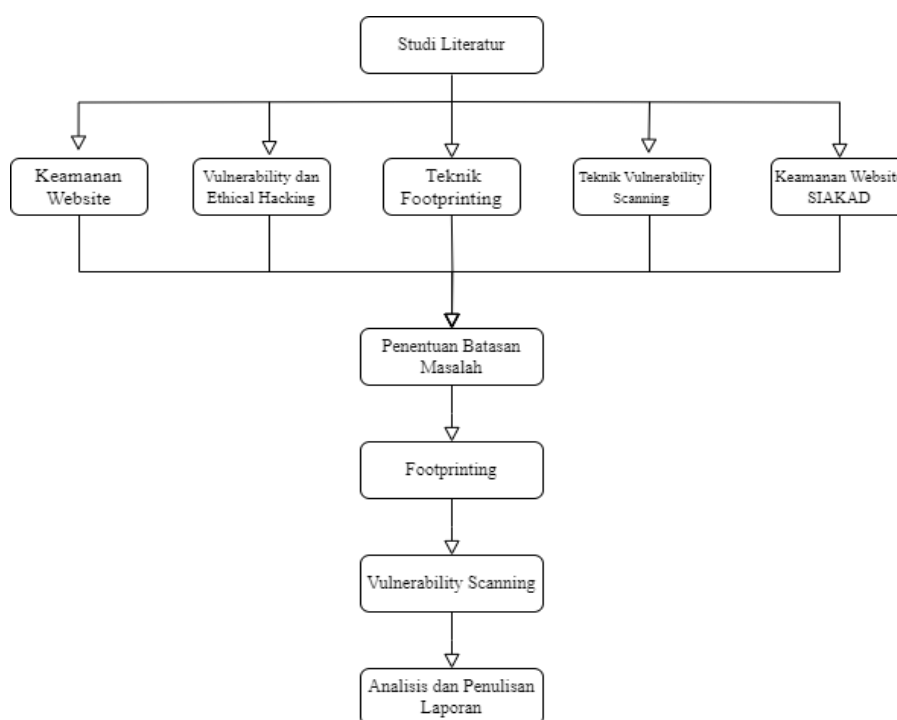 Studi Literatur
Keamanan
Website
Vulnerability dan
Ethical Hacking
Teknik
Footprinting
Teknik Vulnerability
Scanning
Keamanan Website
SIAKAD
Penentuan Batasan
Masalah
Footprinting
Vulnerability Scanning
Analisis dan Penulisan
Laporan